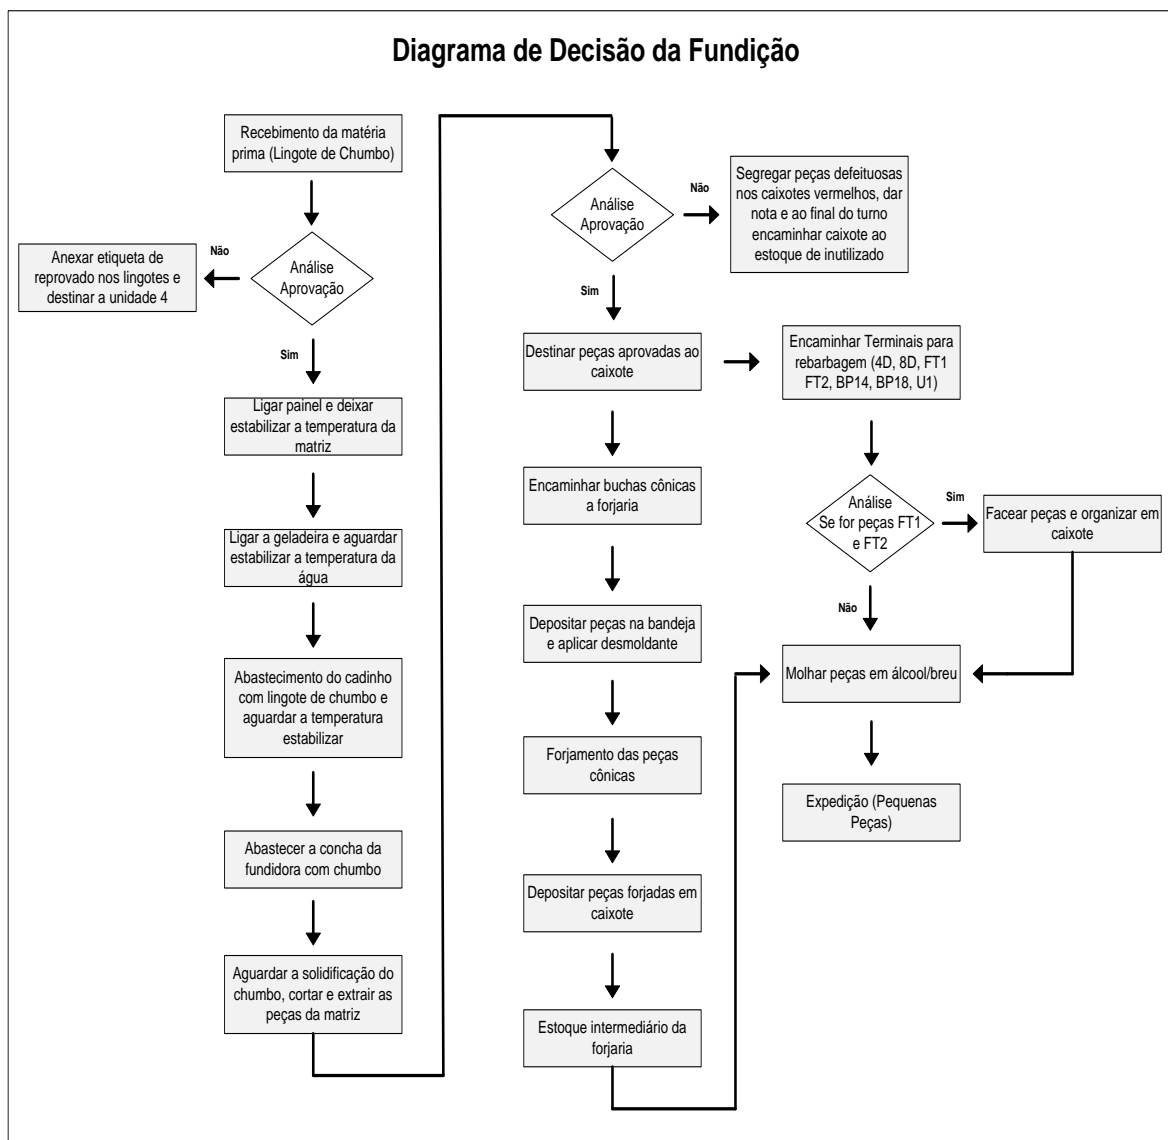 Diagrama de Decisão da Fundição
Recebimento da matéria
prima (Lingote de Chumbo)
Análise
Aprovação
Não
Anexar etiqueta de
reprovado nos lingotes e
destinar a unidade 4
Sim
Ligar painel e deixar
estabilizar a temperatura da
matriz
Ligar a geladeira e aguardar
estabilizar a temperatura da
água
Abastecimento do cadinho
com lingote de chumbo e
aguardar a temperatura
estabilizar
Abastecer a concha da
fundidora com chumbo
Aguardar a solidificação do
chumbo, cortar e extrair as
peças da matriz
Análise
Aprovação
Não
Segregar peças defeituosas
nos caixotes vermelhos, dar
nota e ao final do turno
encaminhar caixote ao
estoque de inutilizado
Sim
Destinar peças aprovadas ao
caixote
Encaminhar buchas cônicas
a forjaria
Depositar peças na bandeja
e aplicar desmoldante
Forjamento das peças
cônicas
Depositar peças forjadas em
caixote
Estoque intermediário da
forjaria
Encaminhar Terminais para
rebarbagem (4D, 8D, FT1
FT2, BP14, BP18, U1)
Análise
Se for peças FT1
e FT2
Sim
Facear peças e organizar em
caixote
Não
Molhar peças em álcool/breu
Expedição (Pequenas
Peças)